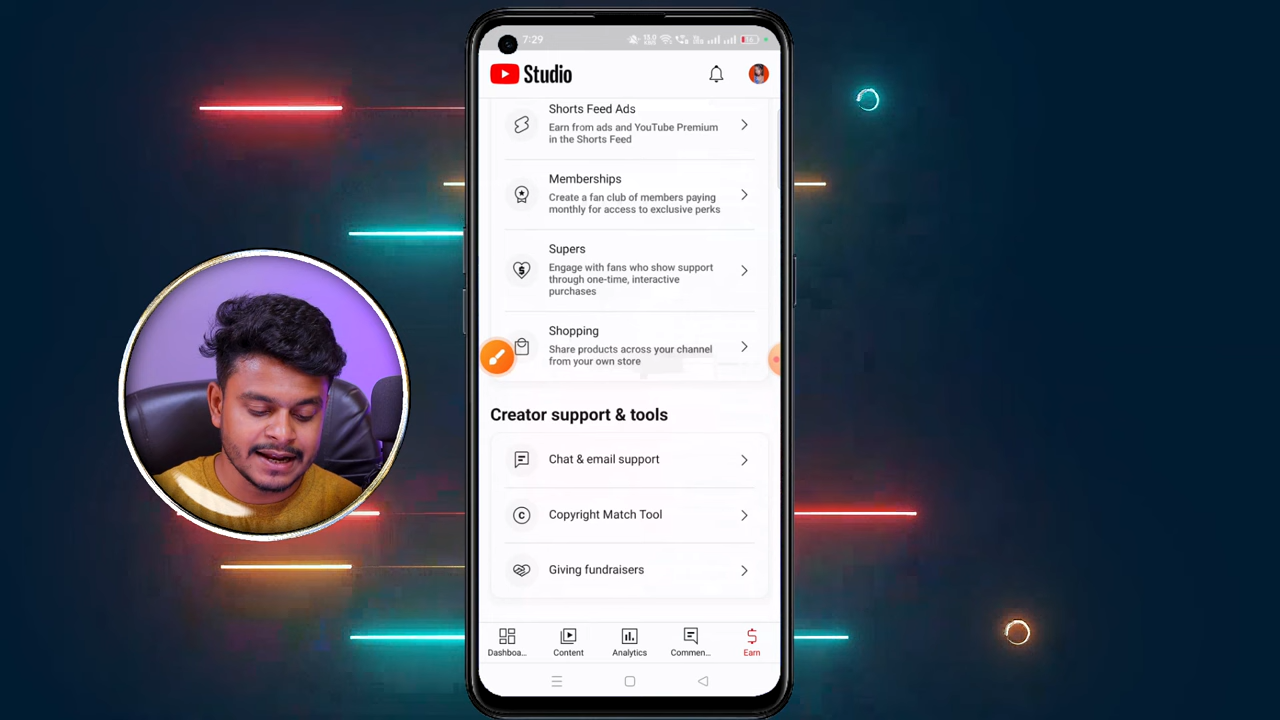 7:29
Studio
Shorts Feed Ads
Earn from ads and YouTube Premium
in the Shorts Feed
Memberships
Create a fan club of members paying
monthly for access to exclusive perks
Supers
Engage with fans who show support
through one-time, interactive
purchases
Shopping
Share products across your channel
from your own store
Creator support & tools
Chat & email support
Copyright Match Tool
Giving fundraisers
Dashboa...
Content
Analytics
Commen...
Earn